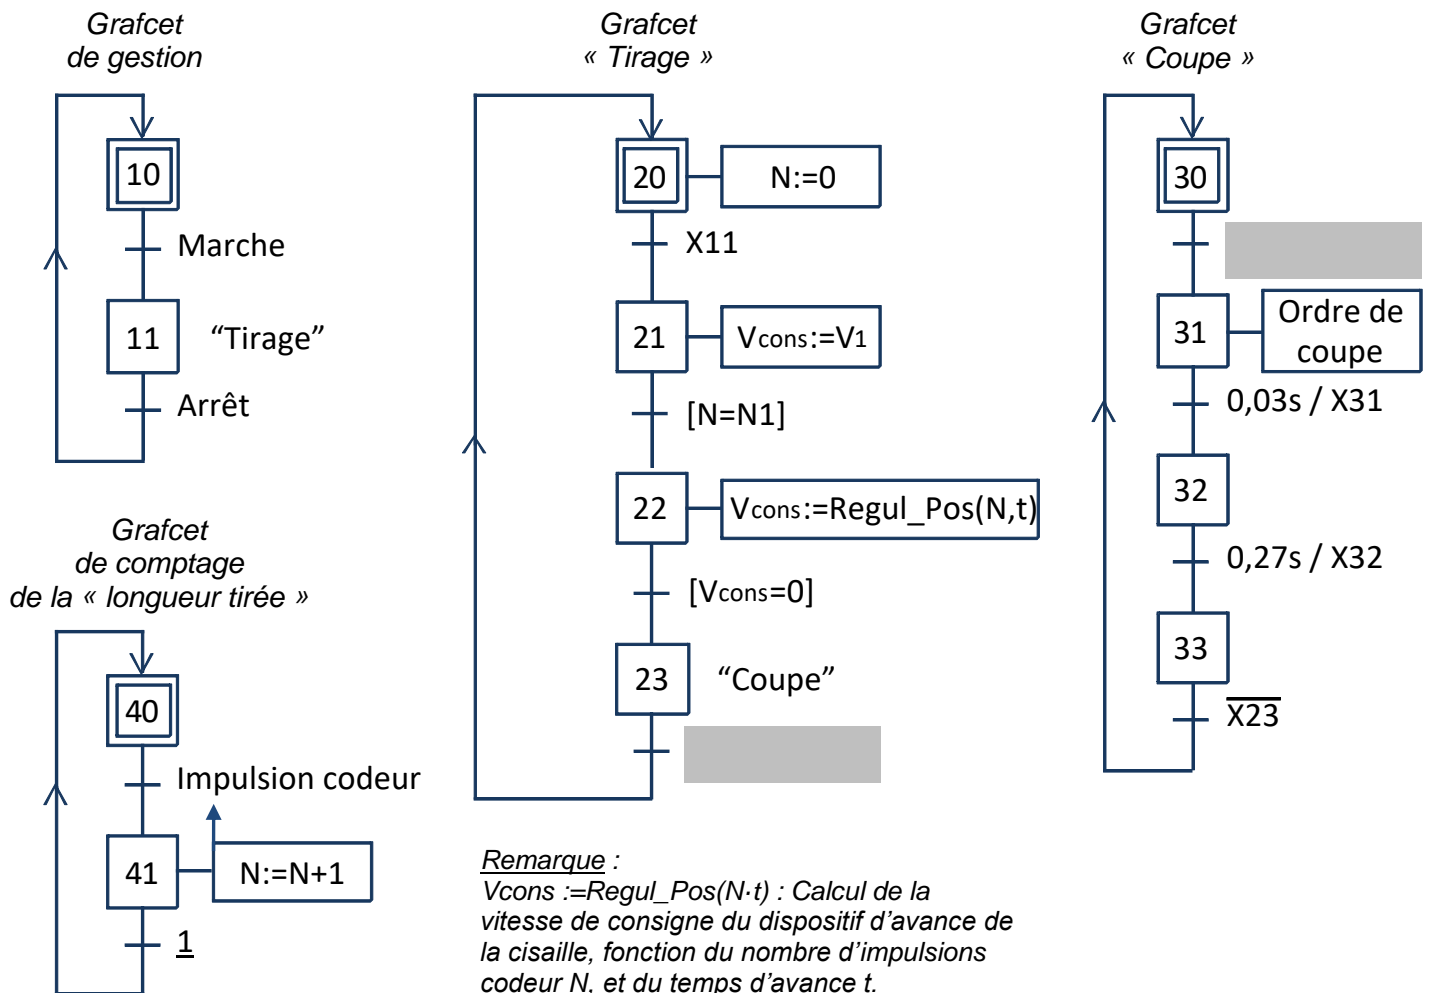 Grafcet
de gestion
10
Marche
11
“Tirage”
Arrêt
Grafcet
de comptage
de la « longueur tirée »
40
Impulsion codeur
41
N:=N+1
1
Grafcet
« Tirage »
20
N:=0
X11
21
Vcons:=V1
[N=N1]
22
Vcons:=Regul_Pos(N,t)
[Vcons=0]
23
“Coupe”
Remarque :
Vcons :=Regul_Pos(N·t) : Calcul de la
vitesse de consigne du dispositif d’avance de
la cisaille, fonction du nombre d’impulsions
codeur N, et du temps d’avance t.
Grafcet
« Coupe »
30
31
Ordre de
coupe
0,03s / X31
32
0,27s / X32
33
X̅2̅3̅